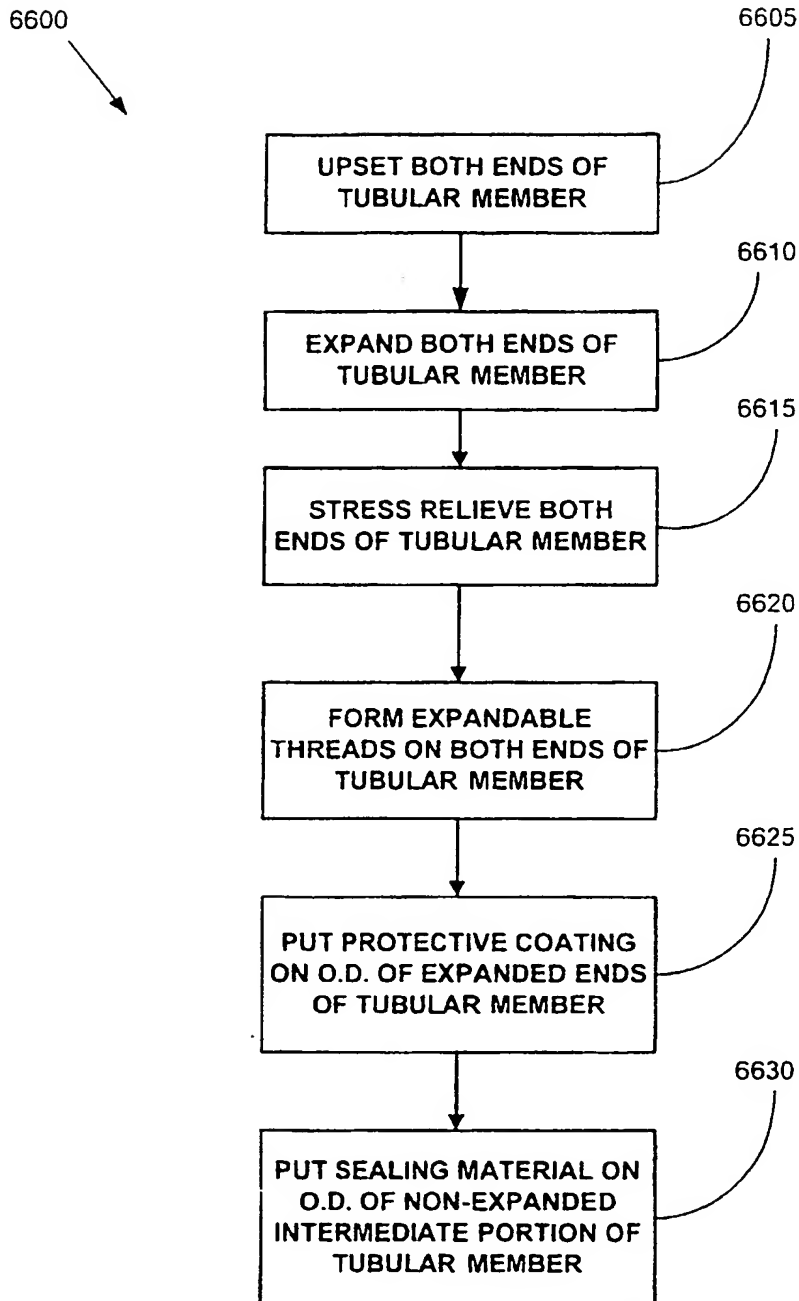 6600
6605
UPSET BOTH ENDS OF
TUBULAR MEMBER
6610
EXPAND BOTH ENDS OF
TUBULAR MEMBER
6615
STRESS RELIEVE BOTH
ENDS OF TUBULAR MEMBER
6620
FORM EXPANDABLE
THREADS ON BOTH ENDS OF
TUBULAR MEMBER
6625
PUT PROTECTIVE COATING
ON O.D. OF EXPANDED ENDS
OF TUBULAR MEMBER
6630
PUT SEALING MATERIAL ON
O.D. OF NON-EXPANDED
INTERMEDIATE PORTION OF
TUBULAR MEMBER